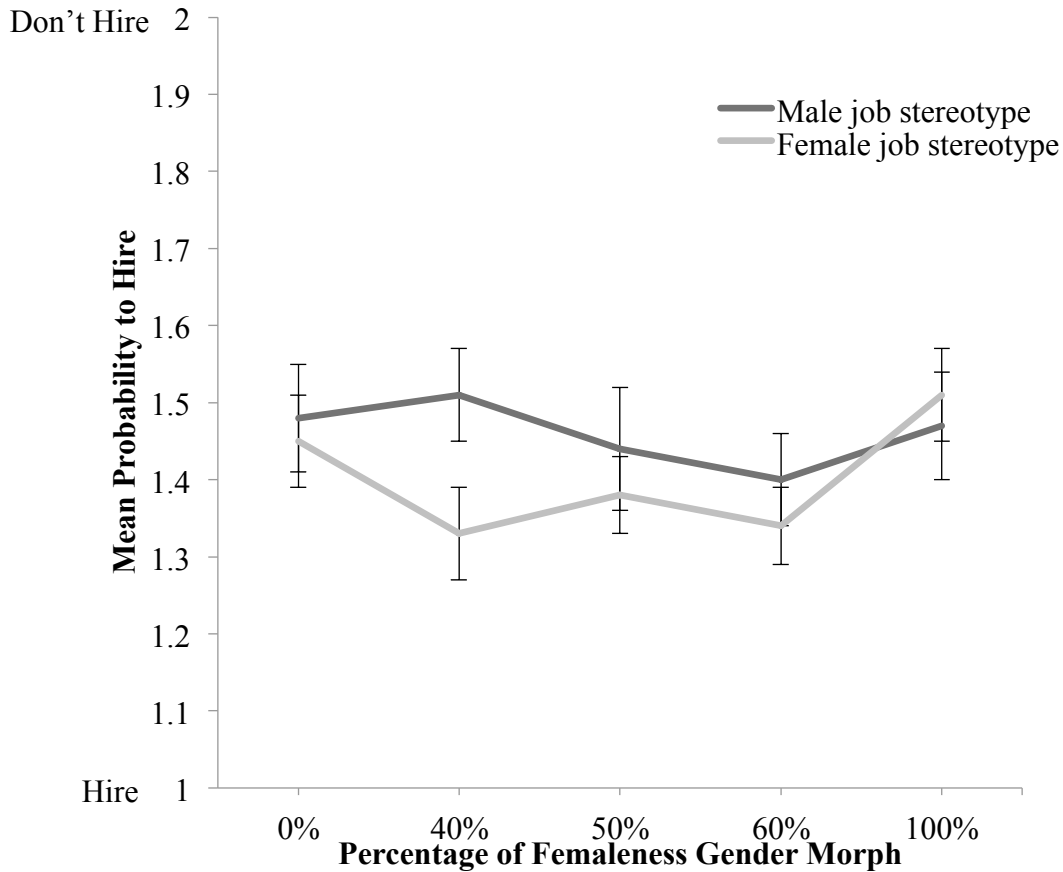 Don’t Hire 2
1.9
Male job stereotype
Female job stereotype
1.8
1.7
1.6
1.5
1.4
1.3
1.2
1.1
Hire 1
Mean Probability to Hire
0% 40% 50% 60% 100%
Percentage of Femaleness Gender Morph